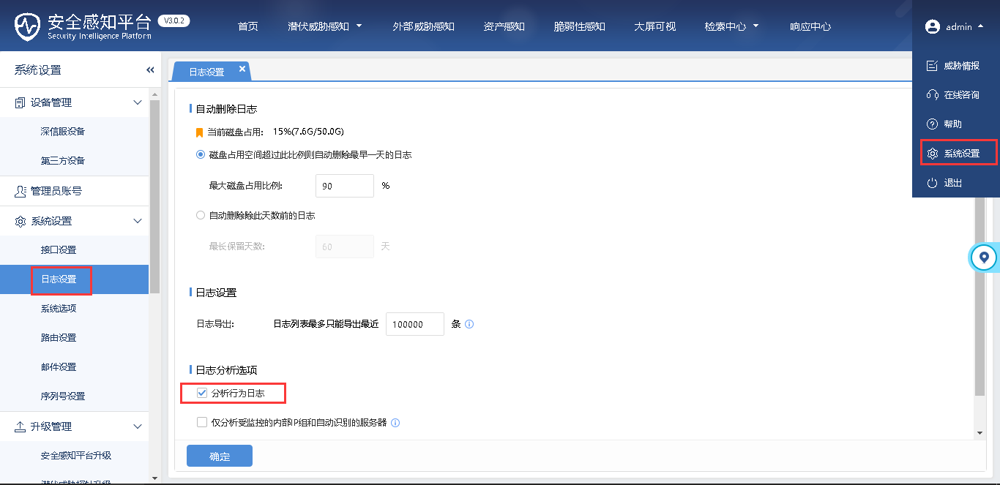 安全感知平台 V3.0.2
Security Intelligence Platform
首页 潜伏威胁感知 外部威胁感知 资产感知 脆弱性感知 大屏可视 检索中心 响应中心
admin
威胁情报
在线咨询
帮助
系统设置
退出
系统设置
设备管理
深信服设备
第三方设备
管理员账号
系统设置
接口设置
日志设置
系统选项
路由设置
邮件设置
序列号设置
升级管理
安全感知平台升级
潜伏威胁探针升级
日志设置
自动删除日志
当前磁盘占用: 15%(7.6G/50.0G)
磁盘占用空间超过此比例则自动删除最早一天的日志
最大磁盘占用比例: 90 %
自动删除除此天数前的日志
最长保留天数: 60 天
日志设置
日志导出: 日志列表最多只能导出最近 100000 条
日志分析选项
分析行为日志
仅分析受监控的内部IP组和自动识别的服务器
确定